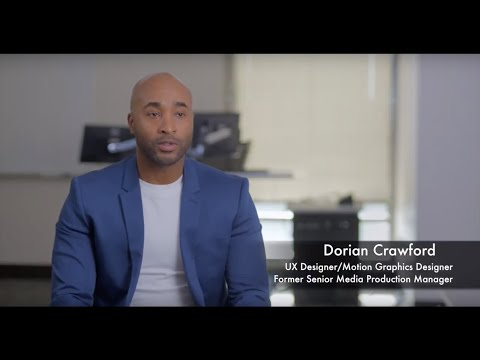 Dorian Crawford
UX Designer/Motion Graphics Designer
Former Senior Media Production Manager